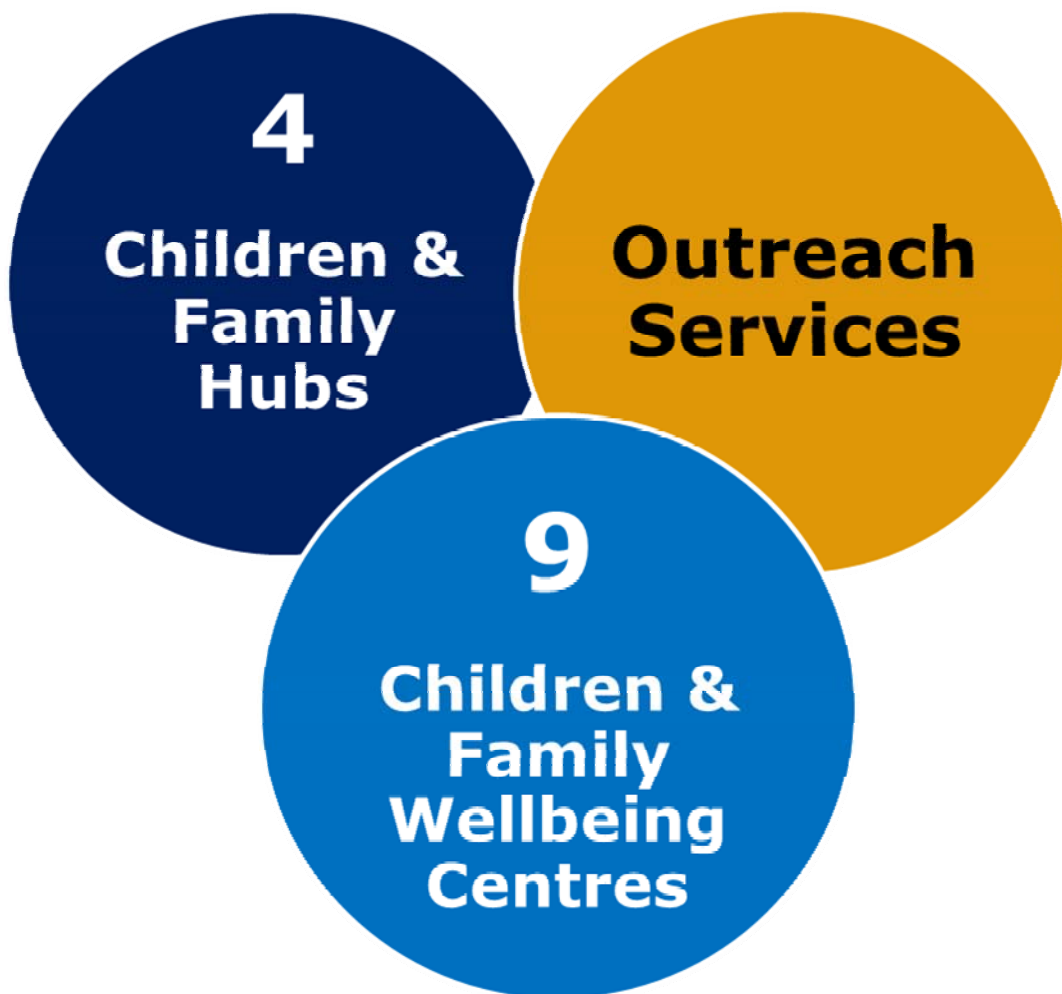 4
Children &
Family
Hubs
Outreach
Services
9
Children &
Family
Wellbeing
Centres